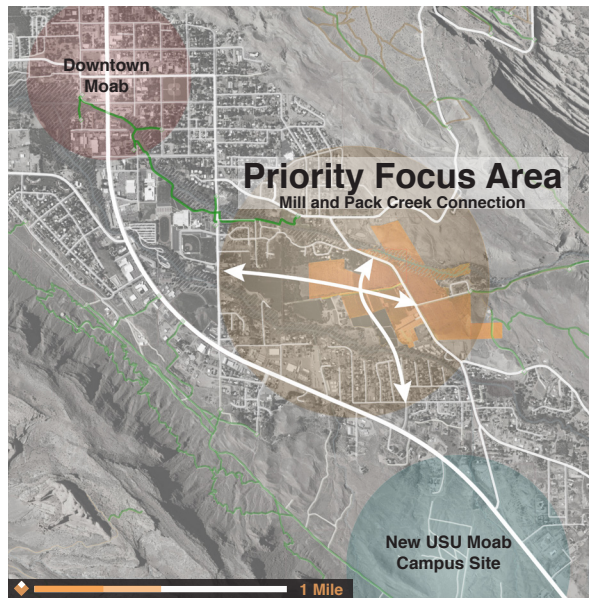 Downtown
Moab
Priority Focus Area
Mill and Pack Creek Connection
New USU Moab
Campus Site
1 Mile